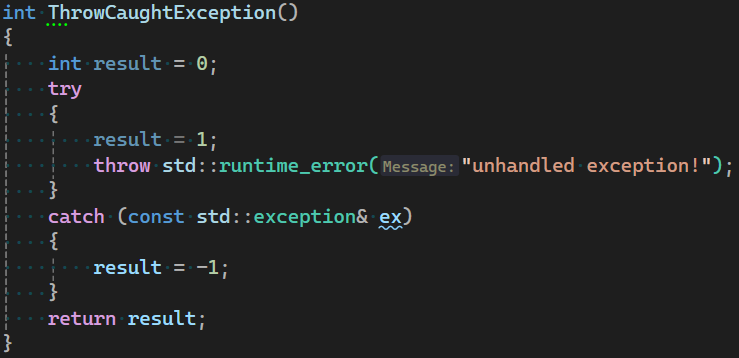 int ThrowCaughtException()
{
    int result = 0;
    try
    {
        result = 1;
        throw std::runtime_error(Message:"unhandled exception!");
    }
    catch (const std::exception& ex)
    {
        result = -1;
    }
    return result;
}